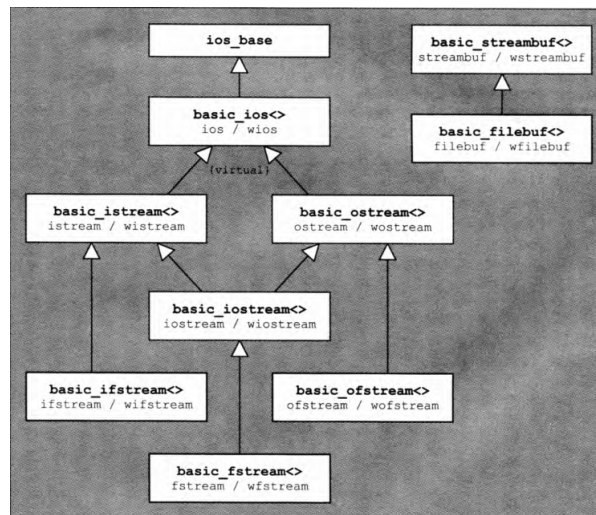 ios_base
basic_streambuf<>
streambuf / wstreambuf
basic_ios<>
ios / wios
basic_filebuf<>
filebuf / wfilebuf
{virtual}
basic_istream<>
istream / wistream
basic_ostream<>
ostream / wostream
basic_iostream<>
iostream / wiostream
basic_ifstream<>
ifstream / wifstream
basic_ofstream<>
ofstream / wofstream
basic_fstream<>
fstream / wfstream